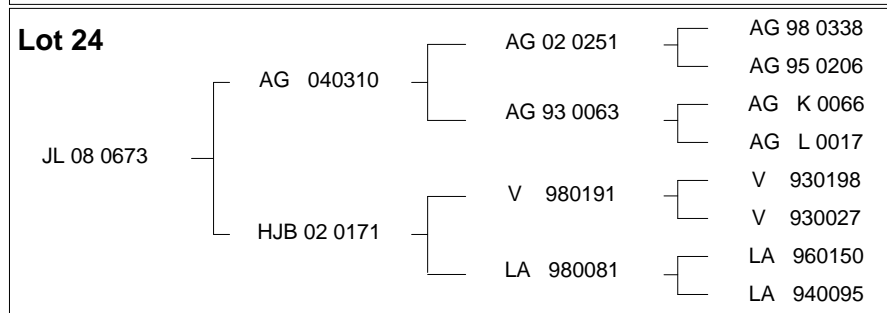 Lot 24
AG 98 0338
AG 02 0251
AG 95 0206
AG 040310
AG 93 0063
AG K 0066
AG L 0017
JL 08 0673
V 930198
V 980191
V 930027
HJB 02 0171
LA 960150
LA 980081
LA 940095